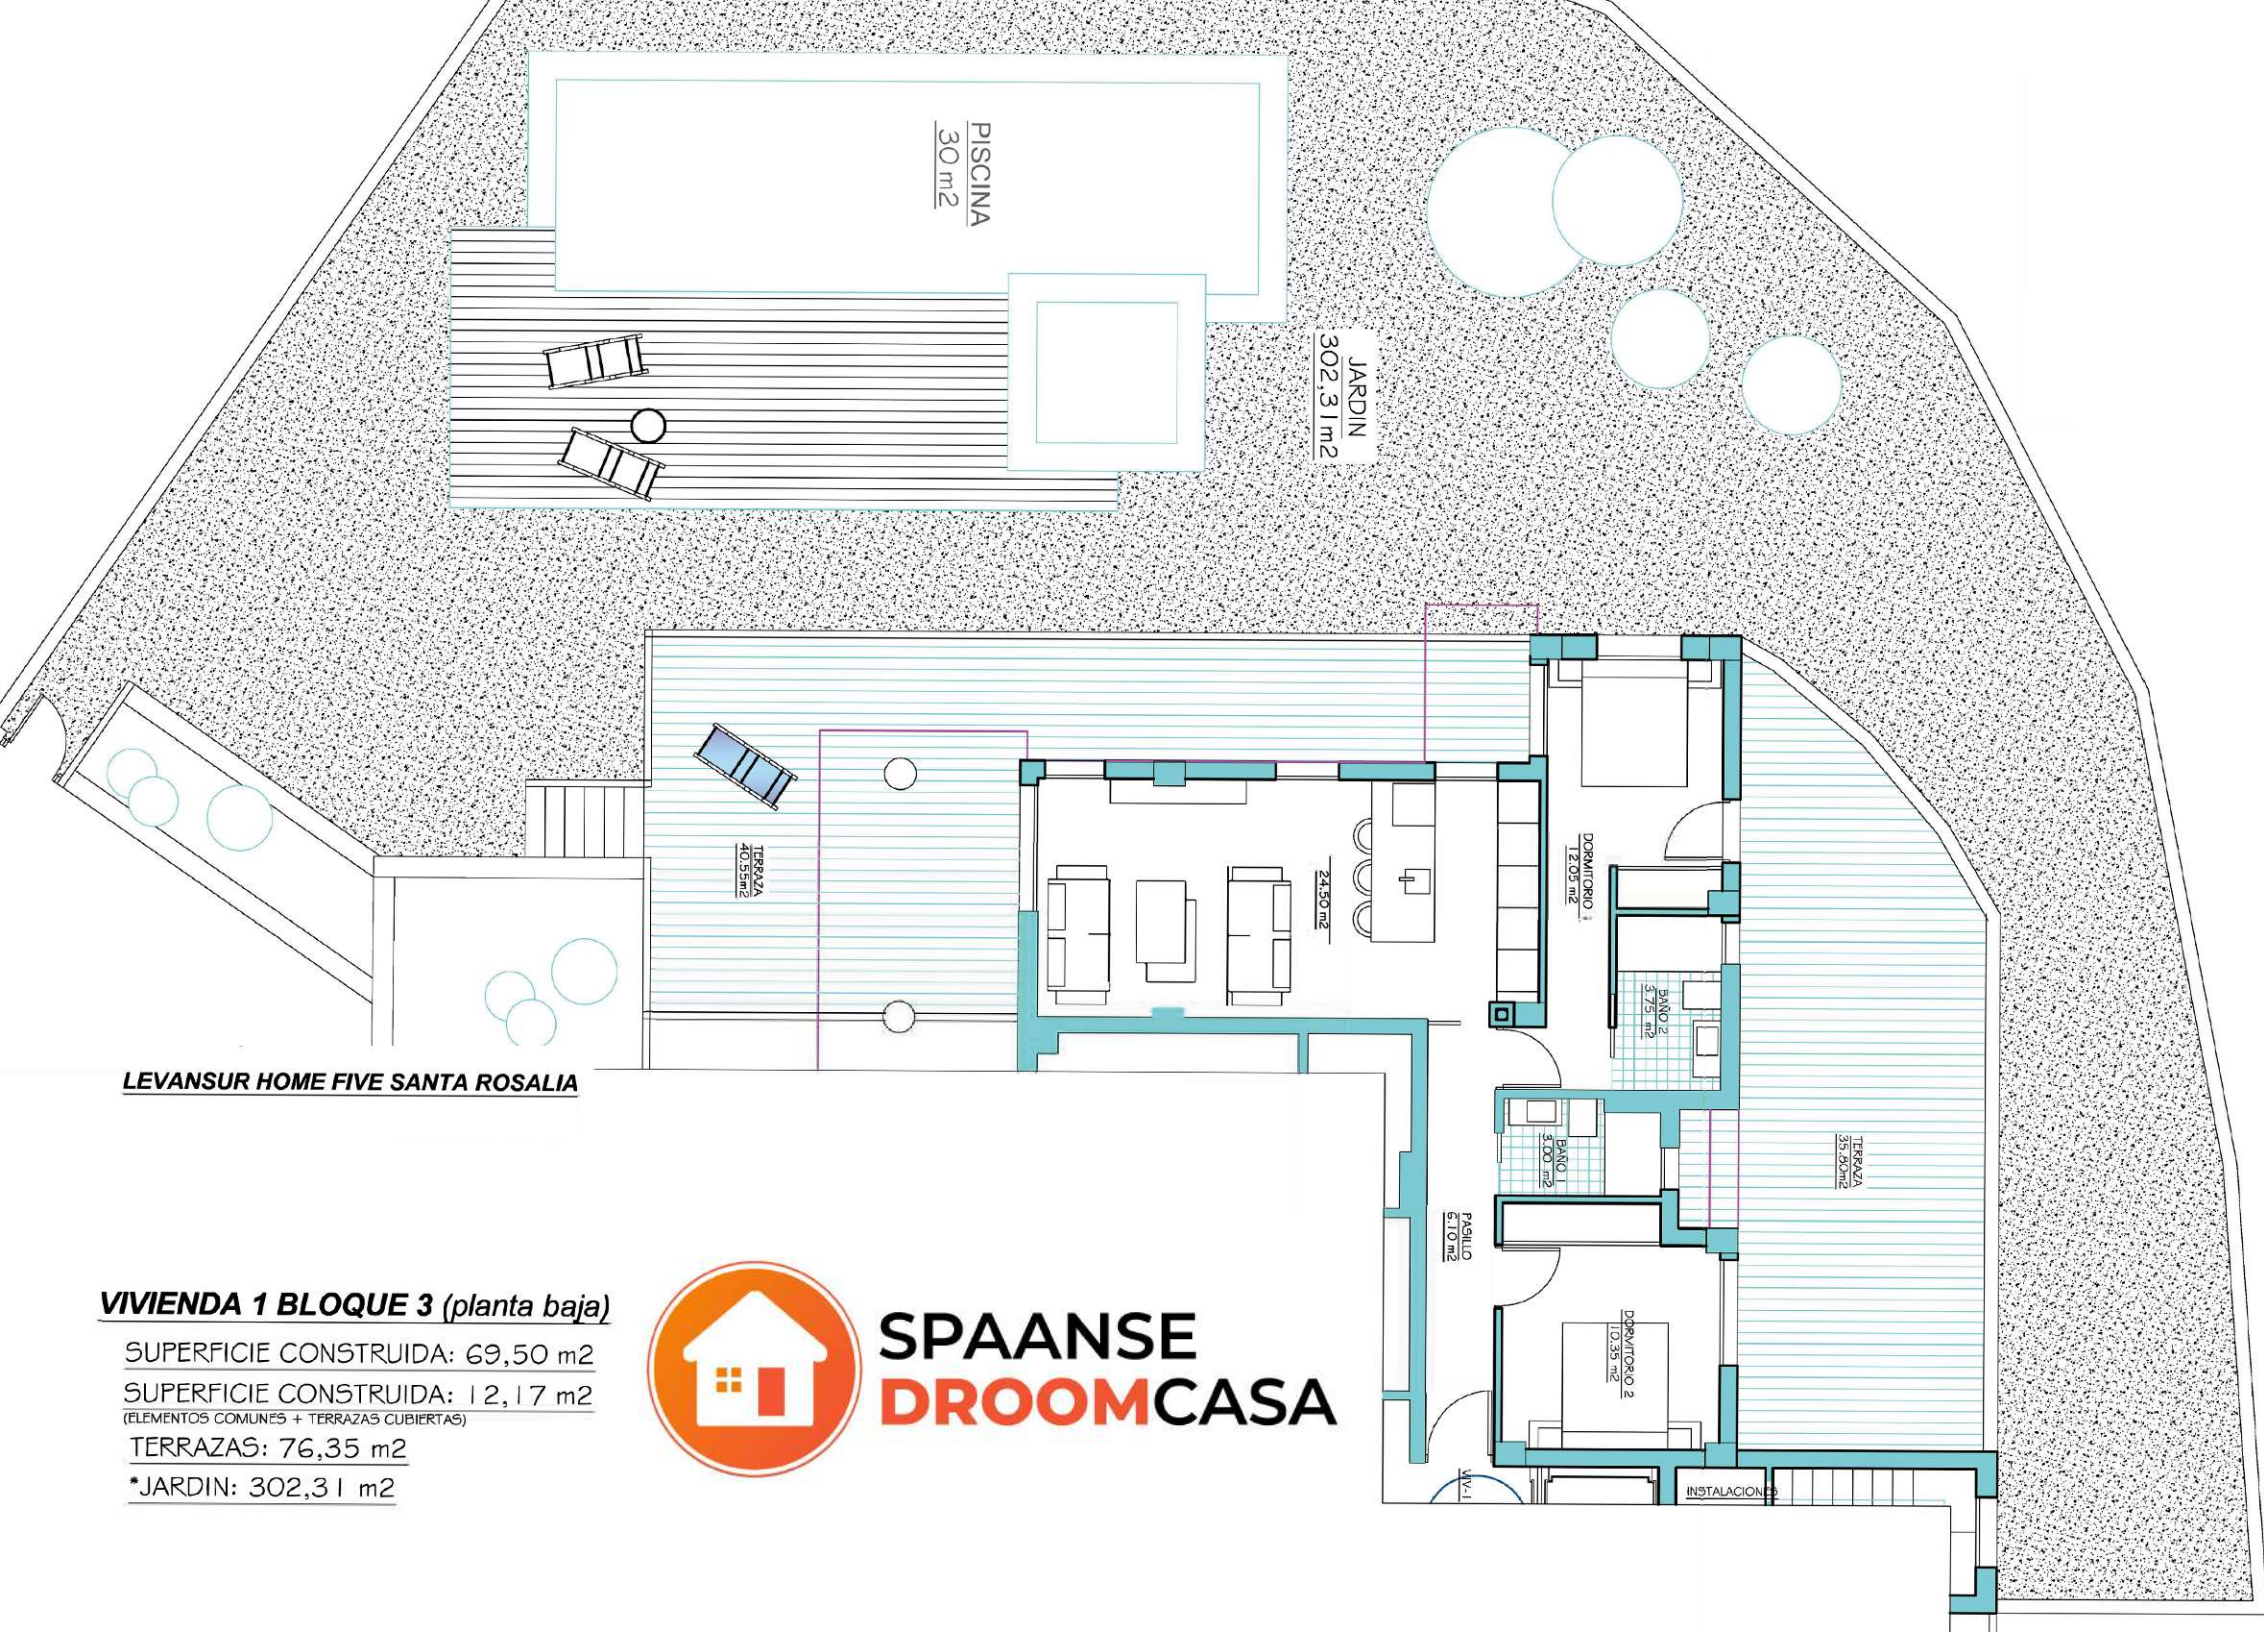 PISCINA
30 m2
JARDIN
302,31m2
TERRAZA
40.55m2
24.50 m2
DORMITORIO 1
12.05 m2
BAÑO 2
3.75 m2
BAÑO 1
3.00 m2
TERRAZA
35.80m2
PASILLO
6.10 m2
DORMITORIO 2
10.35 m2
VIV-1
INSTALACIONES
LEVANSUR HOME FIVE SANTA ROSALIA
VIVIENDA 1 BLOQUE 3 (planta baja)
SUPERFICIE CONSTRUIDA: 69,50 m2
SUPERFICIE CONSTRUIDA: 12,17 m2
(ELEMENTOS COMUNES + TERRAZAS CUBIERTAS)
TERRAZAS: 76,35 m2
*JARDIN: 302,31 m2
SPAANSE
DROOMCASA